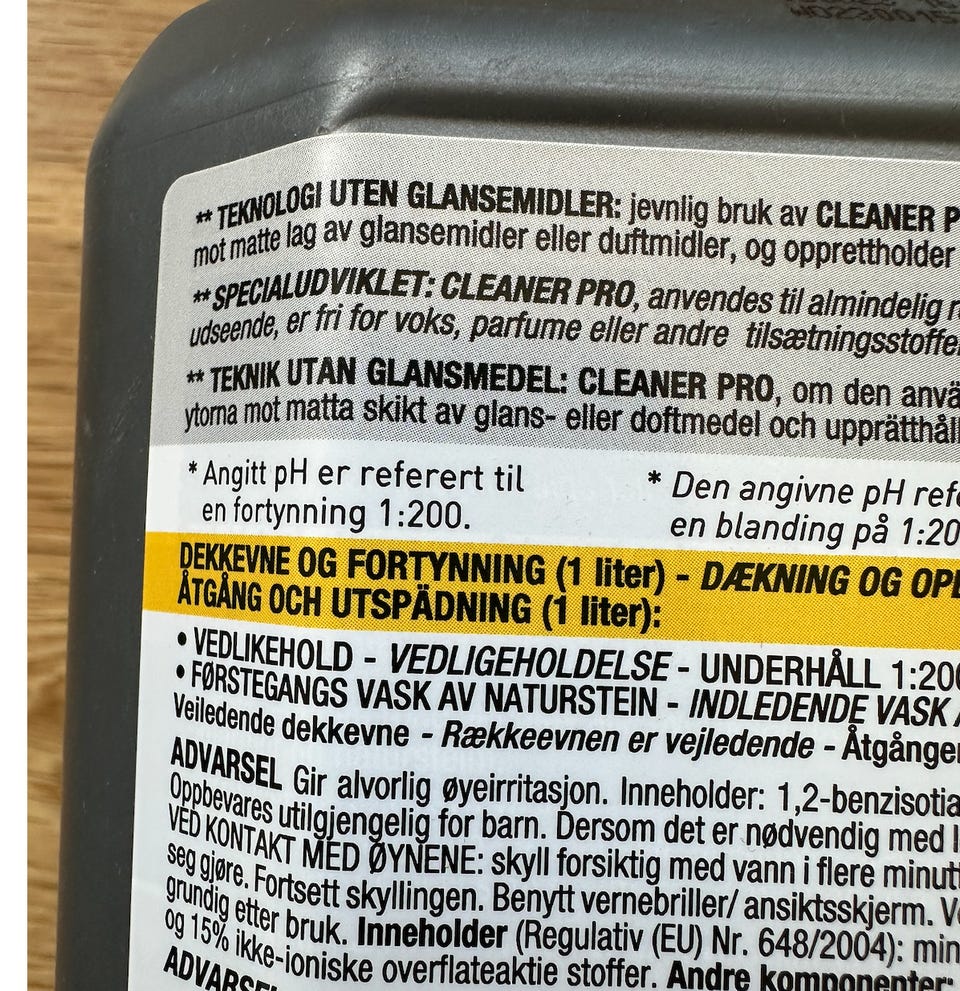 ** TEKNOLOGI UTEN GLANSEMIDLER: jevnlig bruk av CLEANER P
mot matte lag av glansemidler eller duftmidler, og opprettholder
** SPECIALUDVIKLET: CLEANER PRO, anvendes til almindelig
udseende, er fri for voks, parfume eller andre tilsætningsstoffe
** TEKNIK UTAN GLANSMEDEL: CLEANER PRO, om den anvä
ytorna mot matta skikt av glans- eller doftmedel och upprätthåll
* Angitt pH er referert til
en fortynning 1:200.
* Den angivne pH refe
en blanding på 1:20
DEKKEVNE OG FORTYNNING (1 liter) - DÆKNING OG OPL
ÅTGÅNG OCH UTSPÄDNING (1 liter):
• VEDLIKEHOLD - VEDLIGEHOLDELSE - UNDERHÅLL 1:200
• FØRSTEGANGS VASK AV NATURSTEIN - INDLEDENDE VASK A
Veiledende dekkevne - Rækkeevnen er vejledende - Åtgången
ADVARSEL Gir alvorlig øyeirritasjon. Inneholder: 1,2-benzisotia
Oppbevares utilgjengelig for barn. Dersom det er nødvendig med l
VED KONTAKT MED ØYNENE: skyll forsiktig med vann i flere minutt
seg gjøre. Fortsett skyllingen. Benytt vernebriller/ ansiktsskjerm. V
grundig etter bruk. Inneholder (Regulativ (EU) Nr. 648/2004): min
og 15% ikke-ioniske overflateaktie stoffer. Andre komponenter:
ADVARSEL